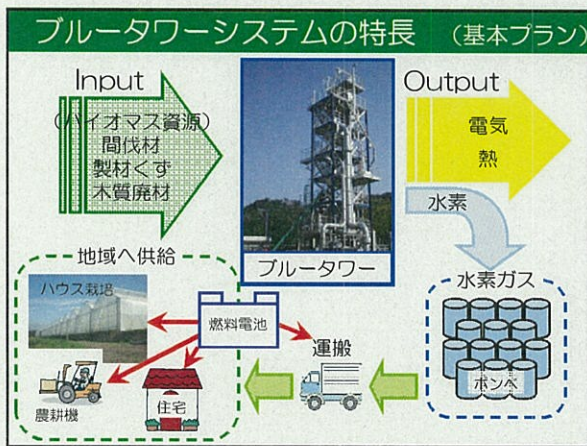 ブルータワーシステムの特長 (基本プラン)
Input
(バイオマス資源)
間伐材
製材くず
木質廃材
Output
電気
熱
水素
ブルータワー
地域へ供給
ハウス栽培
燃料電池
農耕機
住宅
運搬
水素ガス
ボンベ